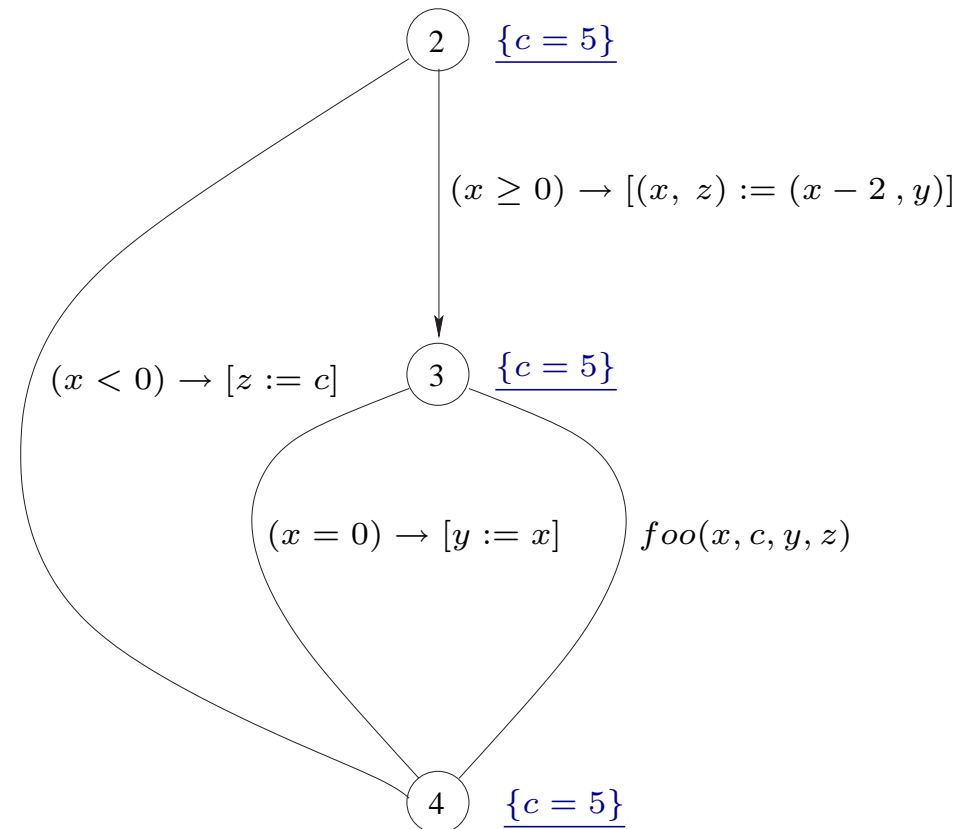 2 {c = 5}
(x ≥ 0) → [(x, z) := (x − 2 , y)]
(x < 0) → [z := c]
3 {c = 5}
(x = 0) → [y := x]
foo(x, c, y, z)
4 {c = 5}